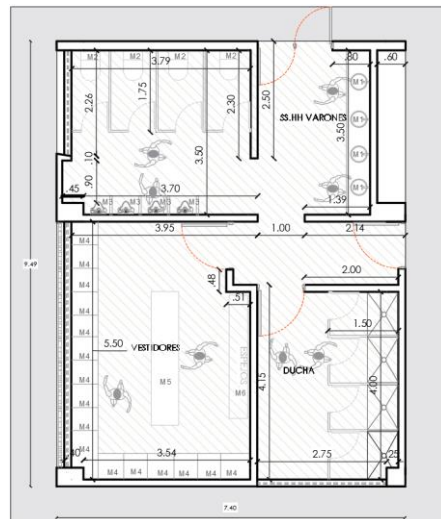 M2 M2 M2 M2
3.79
.80
.60
2.26
1.75
2.30
2.50
M1
SS.HH VARONES
M1
3.50
3.50
M1
.10
.90
M1
.45
3.70
1.39
M3 M3 M3 M3
3.95
1.00
2.14
M4
M4
2.00
9.49
M4
.48
M4
.51
1.50
M4
5.50
VESTIDORES
ESPEJOS
DUCHA
M4
4.15
4.00
M4
M5
M6
M4
M4
M4
.40
3.54
2.75
.25
M4 M4 M4 M4 M4 M4
7.40